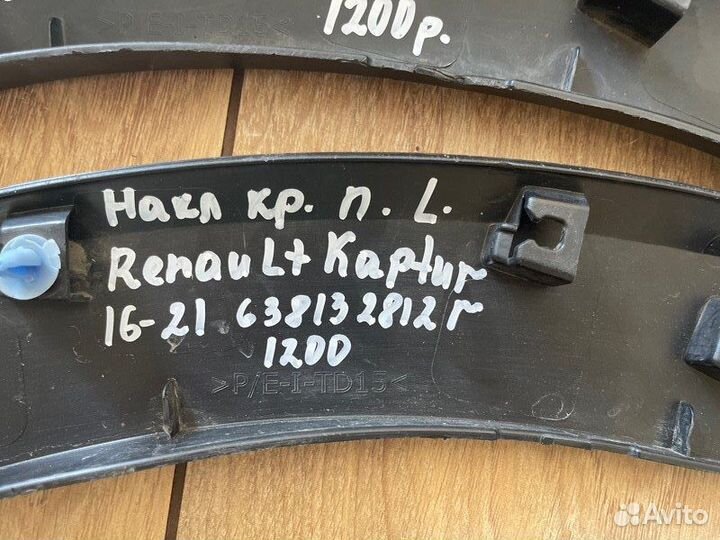 >P/E-I-TD15<
1200р.
Накл кр. П. L.
Renault Kaptur
16-21 638132812r
1200
>P/E-I-TD15<
Avito